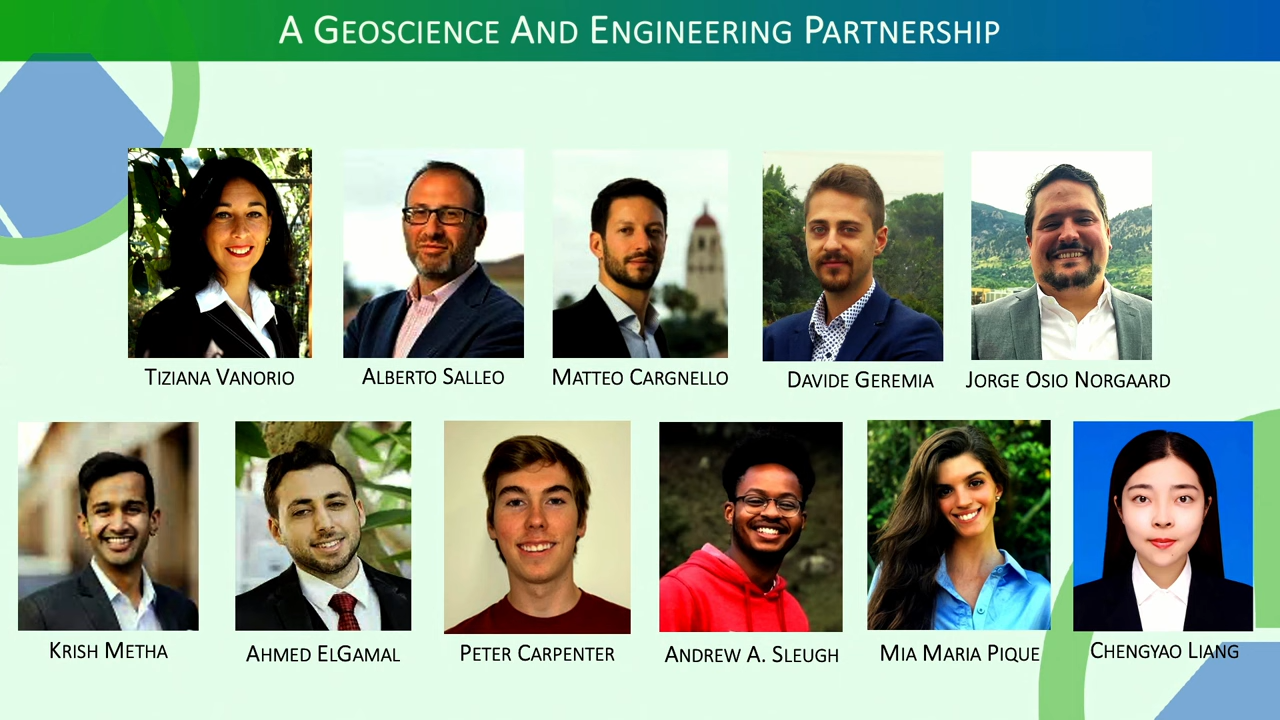 A GEOSCIENCE AND ENGINEERING PARTNERSHIP
TIZIANA VANORIO
ALBERTO SALLEO
MATTEO CARGNELLO
DAVIDE GEREMIA
JORGE OSIO NORGAARD
KRISH METHA
AHMED ELGAMAL
PETER CARPENTER
ANDREW A. SLEUGH
MIA MARIA PIQUE
CHENGYAO LIANG